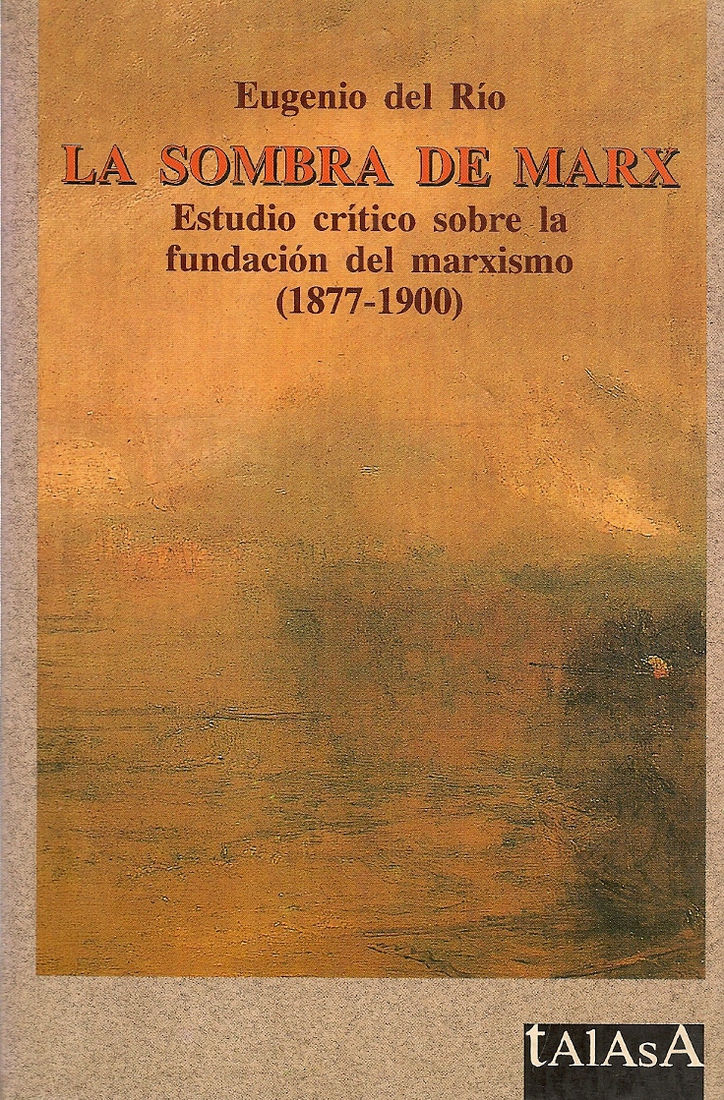 Eugenio del Río
LA SOMBRA DE MARX
Estudio crítico sobre la
fundación del marxismo
(1877-1900)
tAlAsA